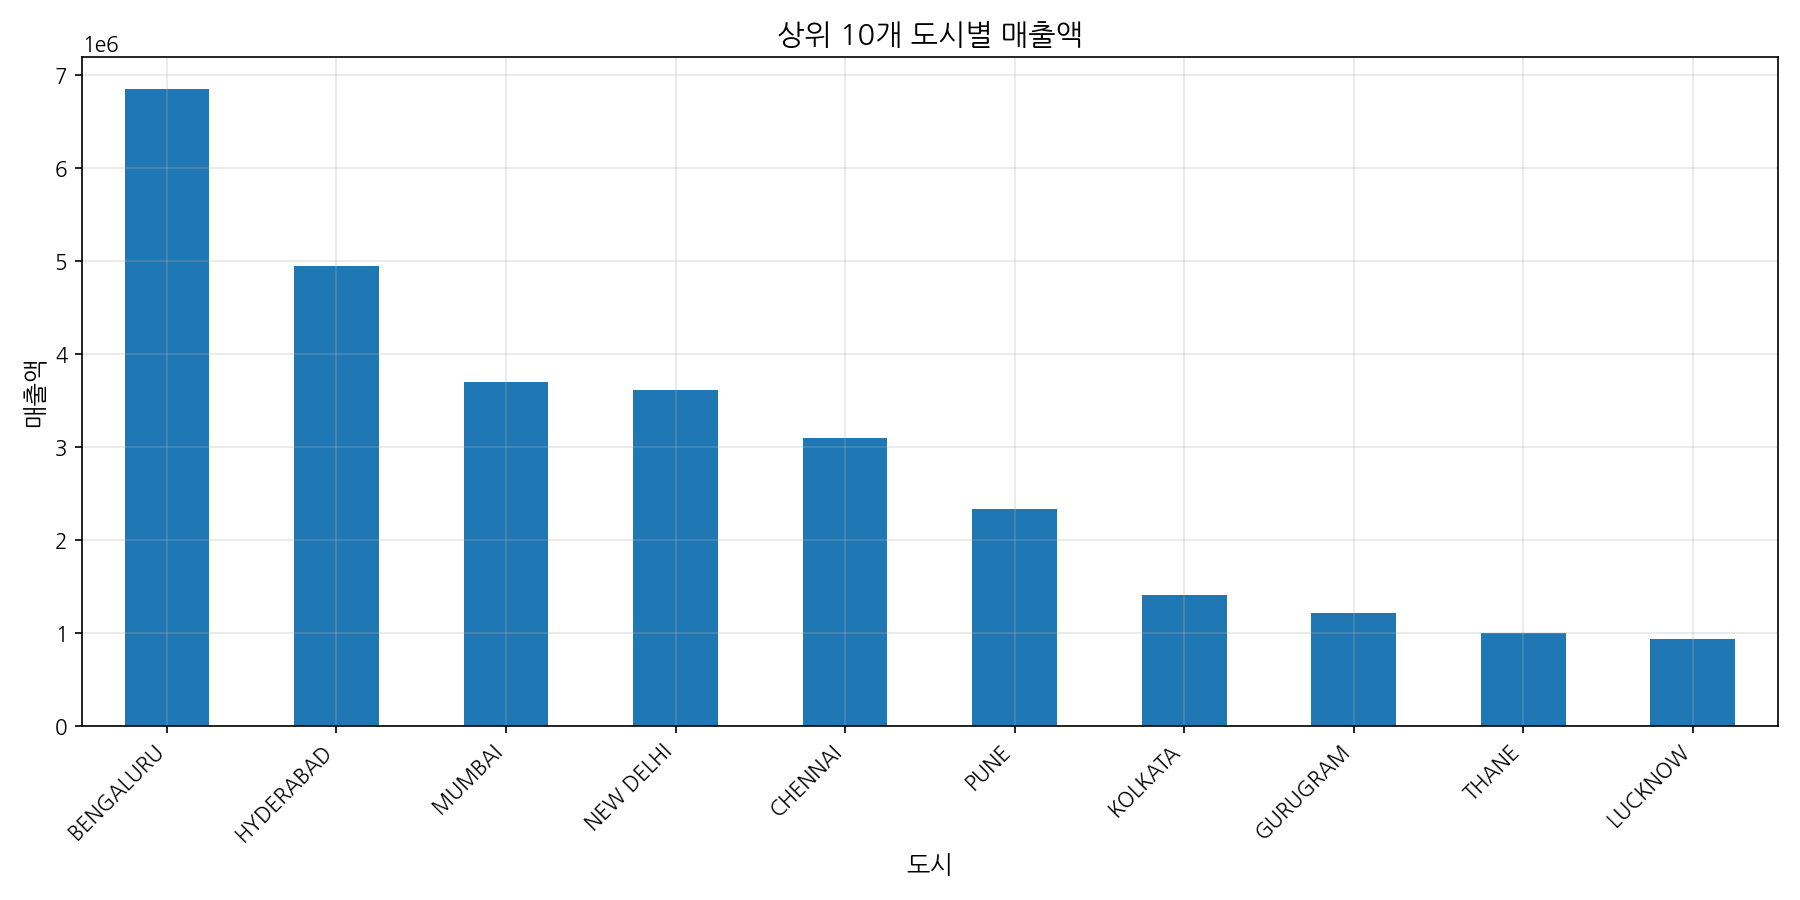 상위 10개 도시별 매출액
1e6
7
6
5
4
3
2
1
0
매출액
BENGALURU
HYDERABAD
MUMBAI
NEW DELHI
CHENNAI
PUNE
KOLKATA
GURUGRAM
THANE
LUCKNOW
도시